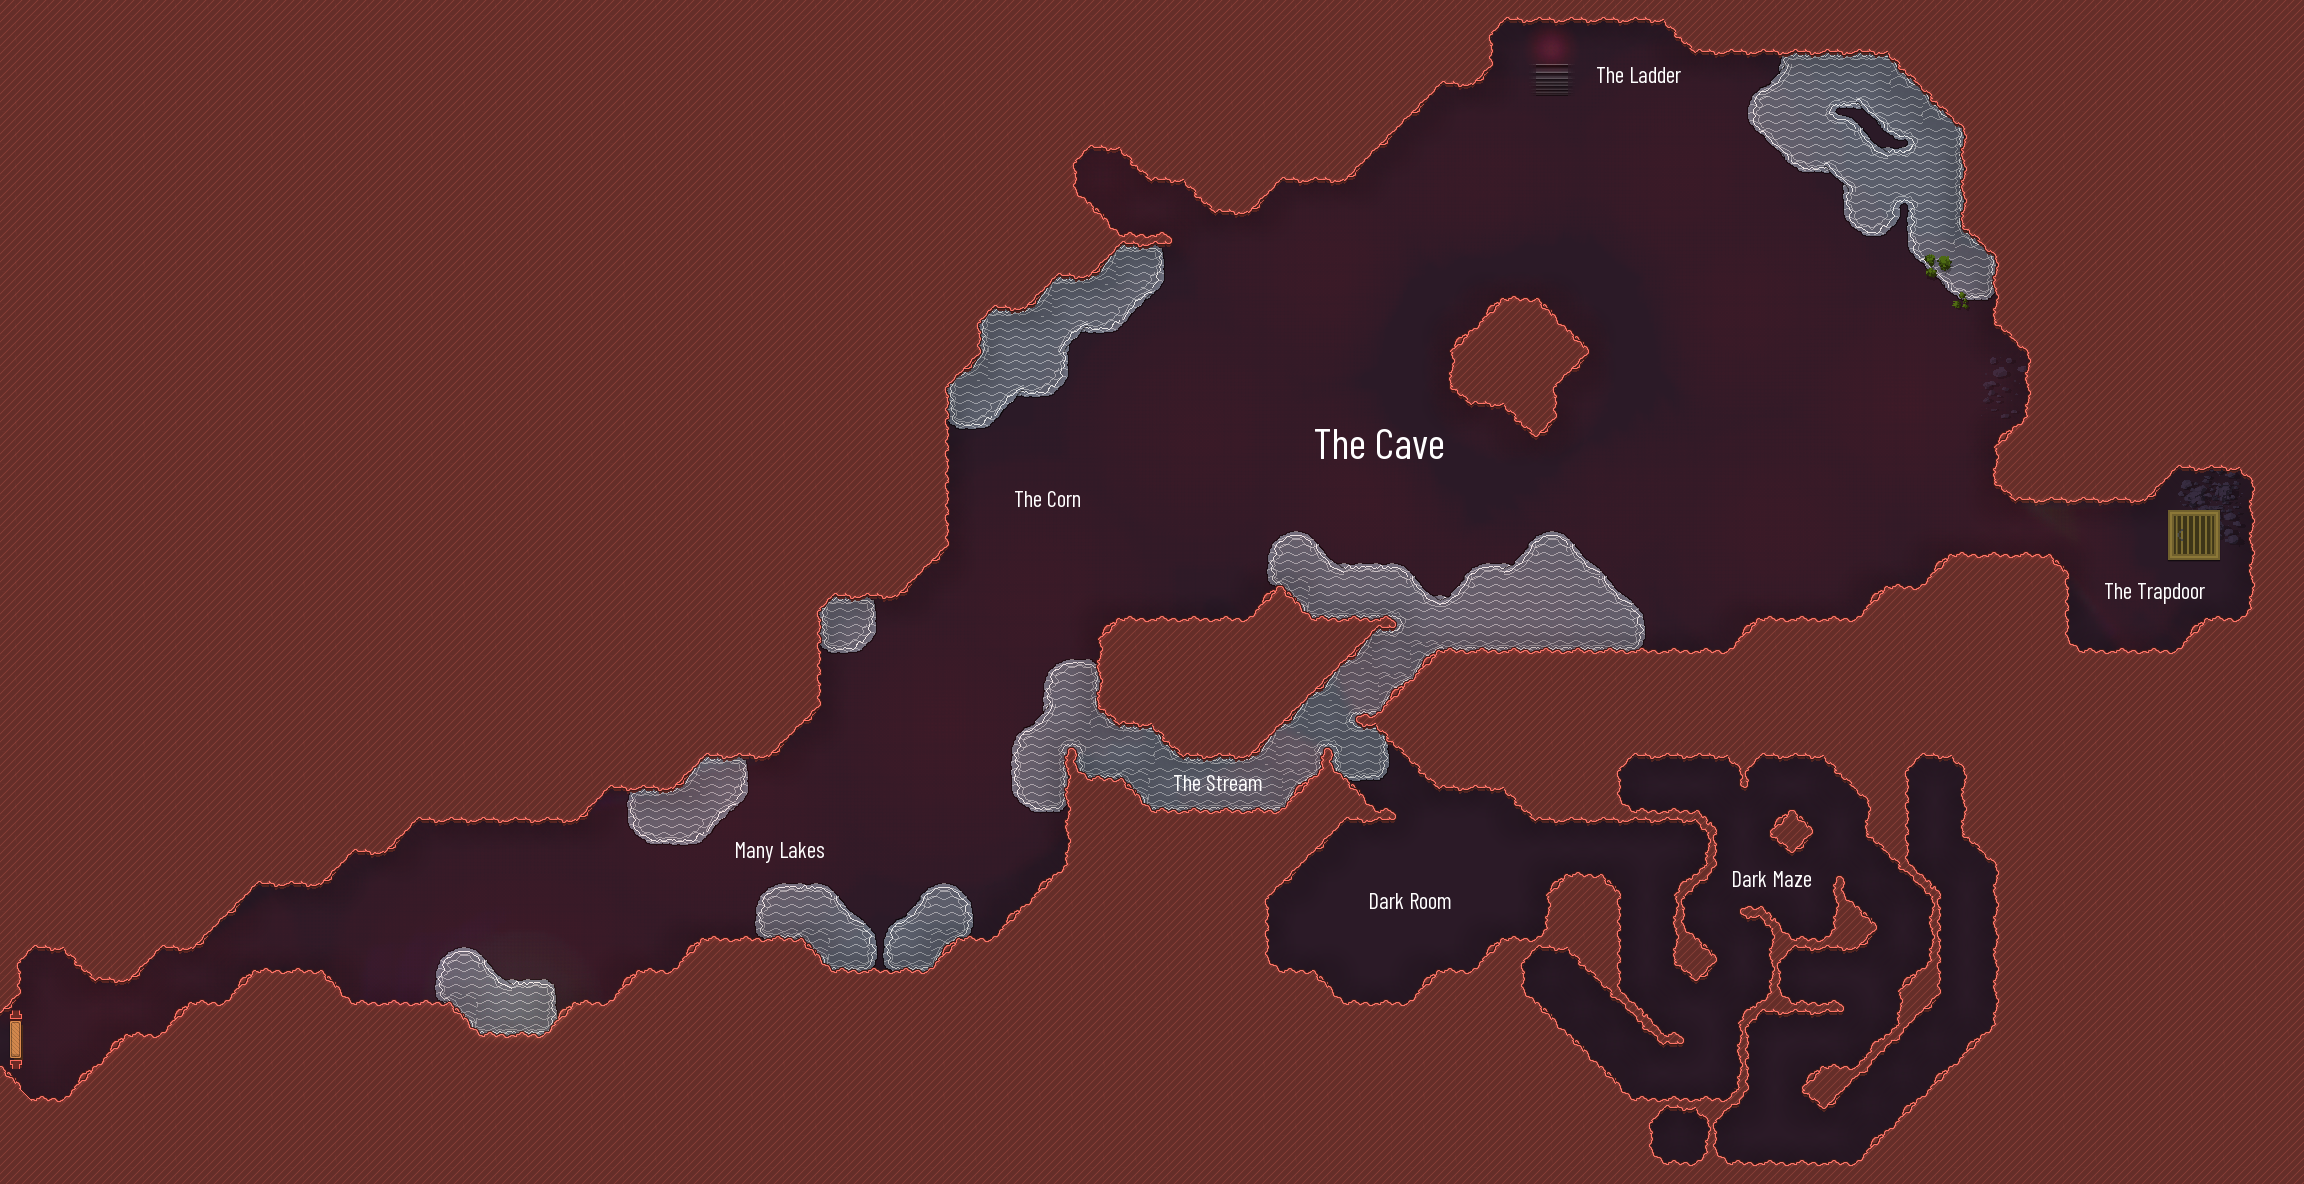 The Ladder
The Cave
The Corn
The Trapdoor
The Stream
Many Lakes
Dark Maze
Dark Room